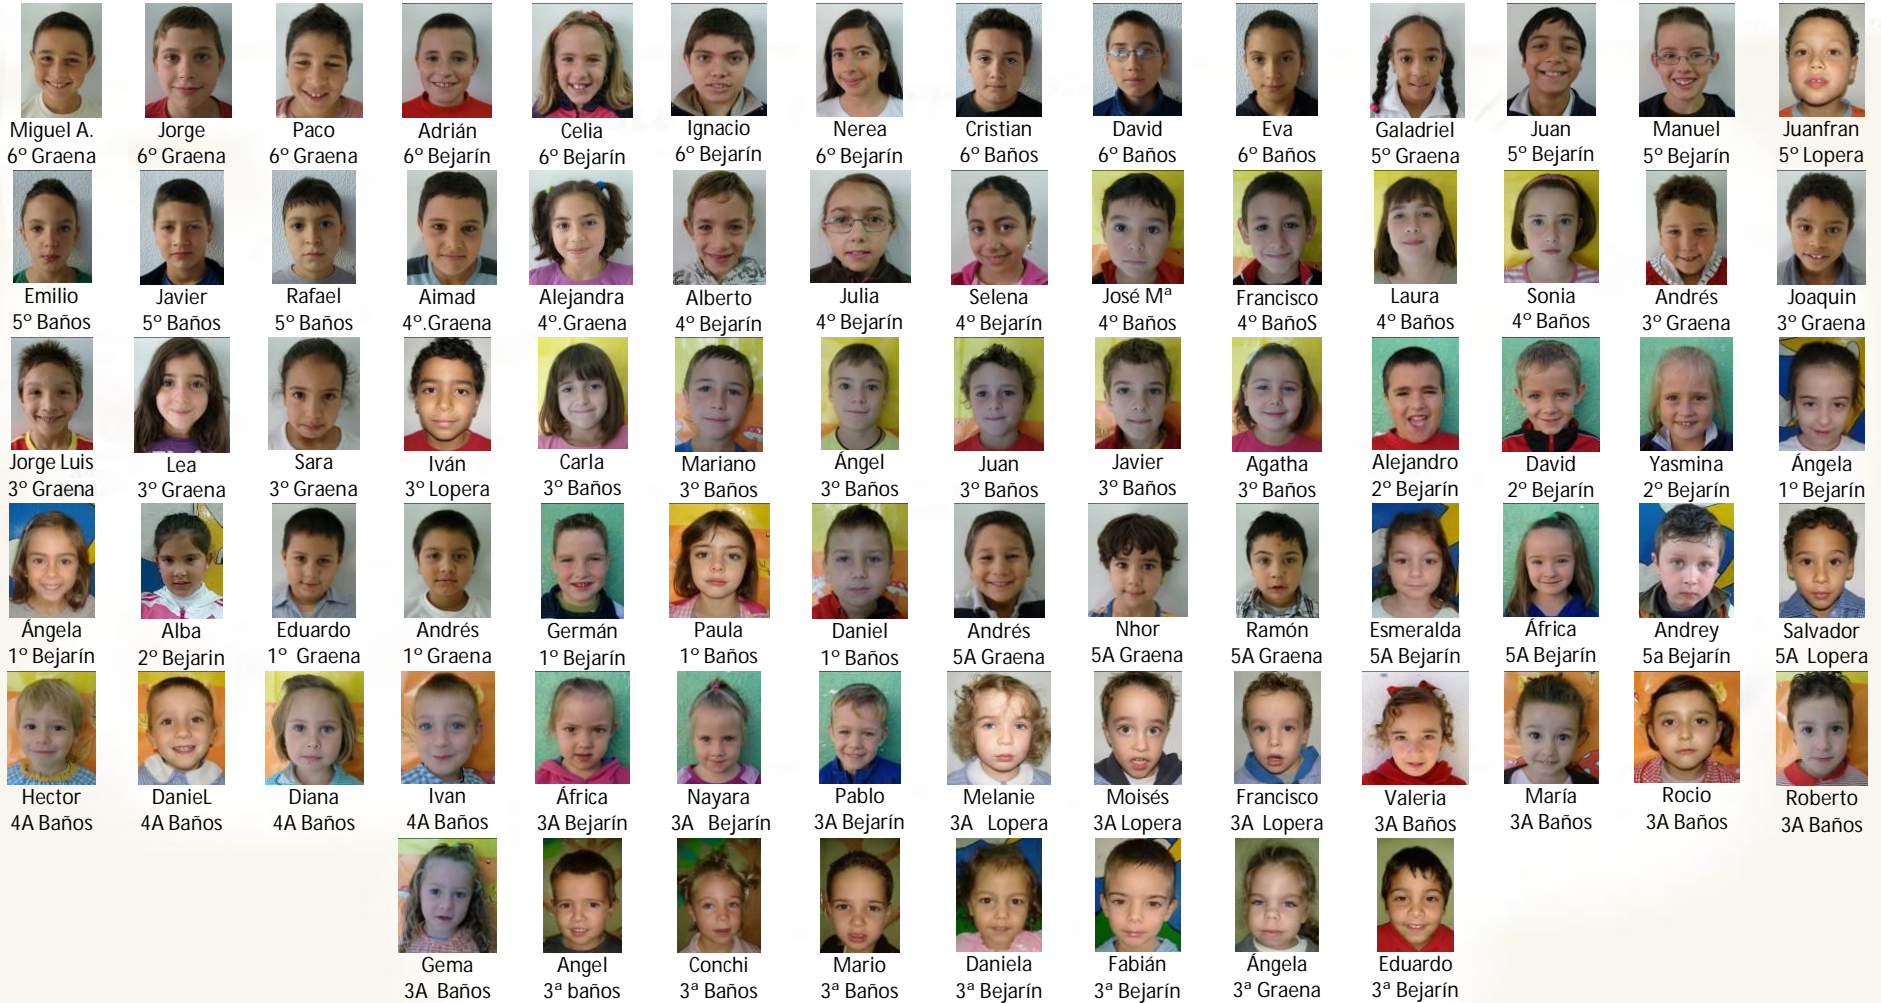 Miguel A. Jorge Paco Adrián Celia Ignacio Nerea Cristian David Eva Galadriel Juan Manuel Juanfran
6º Graena 6º Graena 6º Graena 6º Bejarín 6º Bejarín 6º Bejarín 6º Bejarín 6º Baños 6º Baños 6º Baños 5º Graena 5º Bejarín 5º Bejarín 5º Lopera
Emilio Javier Rafael Aimad Alejandra Alberto Julia Selena José Mª Francisco Laura Sonia Andrés Joaquin
5º Baños 5º Baños 5º Baños 4º.Graena 4º.Graena 4º Bejarín 4º Bejarín 4º Bejarín 4º Baños 4º BañoS 4º Baños 4º Baños 3º Graena 3º Graena
Jorge Luis Lea Sara Iván Carla Mariano Ángel Juan Javier Agatha Alejandro David Yasmina Ángela
3º Graena 3º Graena 3º Graena 3º Lopera 3º Baños 3º Baños 3º Baños 3º Baños 3º Baños 3º Baños 2º Bejarín 2º Bejarín 2º Bejarín 1º Bejarín
Ángela Alba Eduardo Andrés Germán Paula Daniel Andrés Nhor Ramón Esmeralda África Andrey Salvador
1º Bejarín 2º Bejarin 1º Graena 1º Graena 1º Bejarín 1º Baños 1º Baños 5A Graena 5A Graena 5A Graena 5A Bejarín 5A Bejarín 5a Bejarín 5A Lopera
Hector DanieL Diana Ivan África Nayara Pablo Melanie Moisés Francisco Valeria María Rocio Roberto
4A Baños 4A Baños 4A Baños 4A Baños 3A Bejarín 3A Bejarín 3A Bejarín 3A Lopera 3A Lopera 3A Lopera 3A Baños 3A Baños 3A Baños 3A Baños
Gema Angel Conchi Mario Daniela Fabián Ángela Eduardo
3A Baños 3ª baños 3ª Baños 3ª Baños 3ª Bejarín 3ª Bejarín 3ª Graena 3ª Bejarín